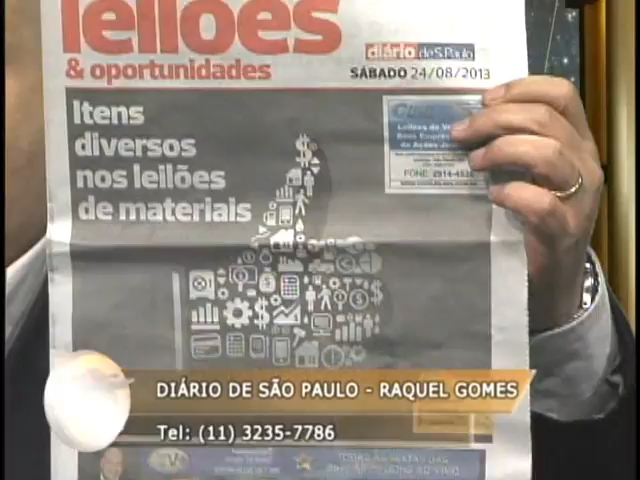 leilões
& oportunidades
diário de S.Paulo
SÁBADO 24/08/2013
Itens
diversos
nos leilões
de materiais
FONE:
DIÁRIO DE SÃO PAULO - RAQUEL GOMES
Tel: (11) 3235-7786